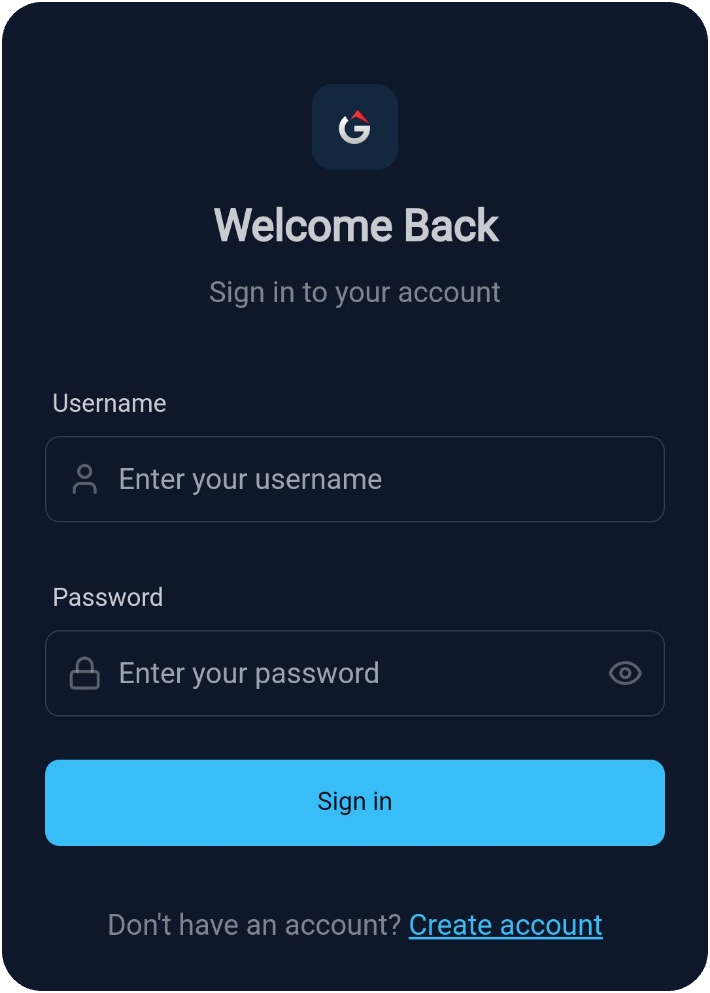 Welcome Back
Sign in to your account
Username
Enter your username
Password
Enter your password
Sign in
Don't have an account? Create account